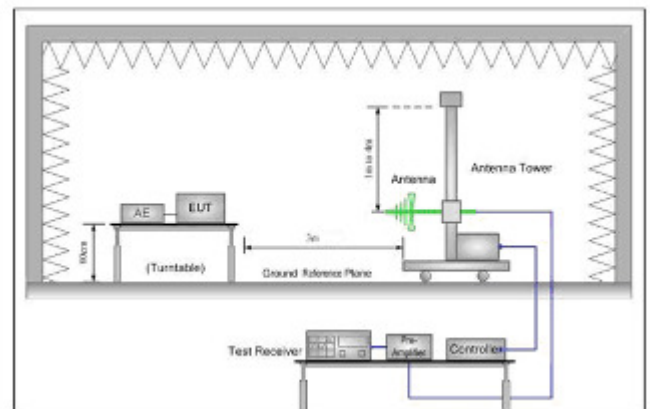 1m to 4m
Antenna
Antenna Tower
AE
EUT
80cm
3m
(Turntable)
Ground Reference Plane
Test Receiver
Pre-
Amplifier
Controller